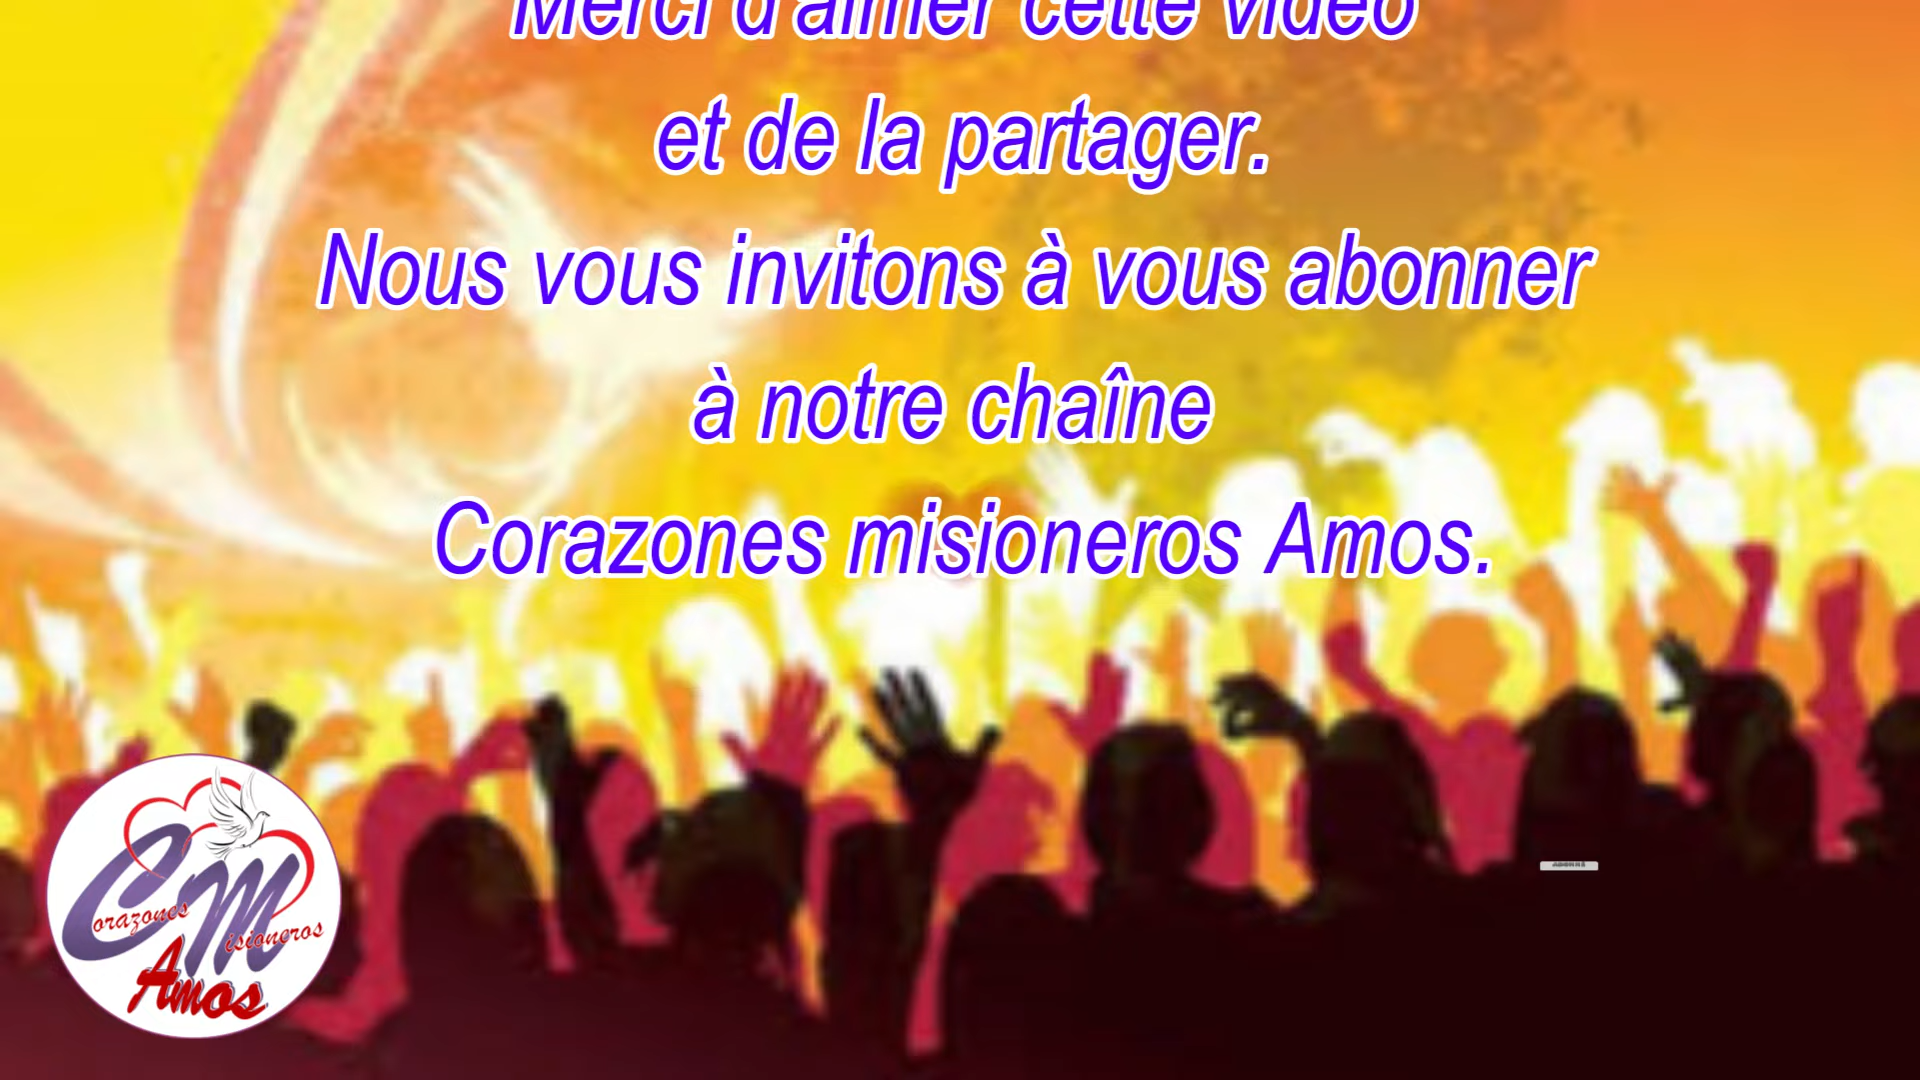 Merci d'aimer cette vidéo
et de la partager.
Nous vous invitons à vous abonner
à notre chaîne
Corazones misioneros Amos.
Corazones
Misioneros
Amos